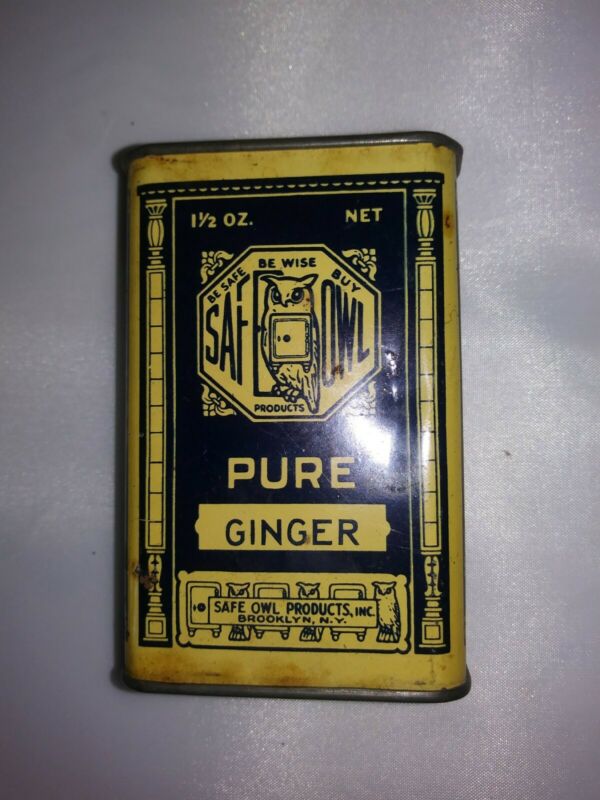 1½ OZ. NET
BE SAFE BE WISE BUY
SAFE OWL
PRODUCTS
PURE
GINGER
SAFE OWL PRODUCTS, INC.
BROOKLYN, N.Y.